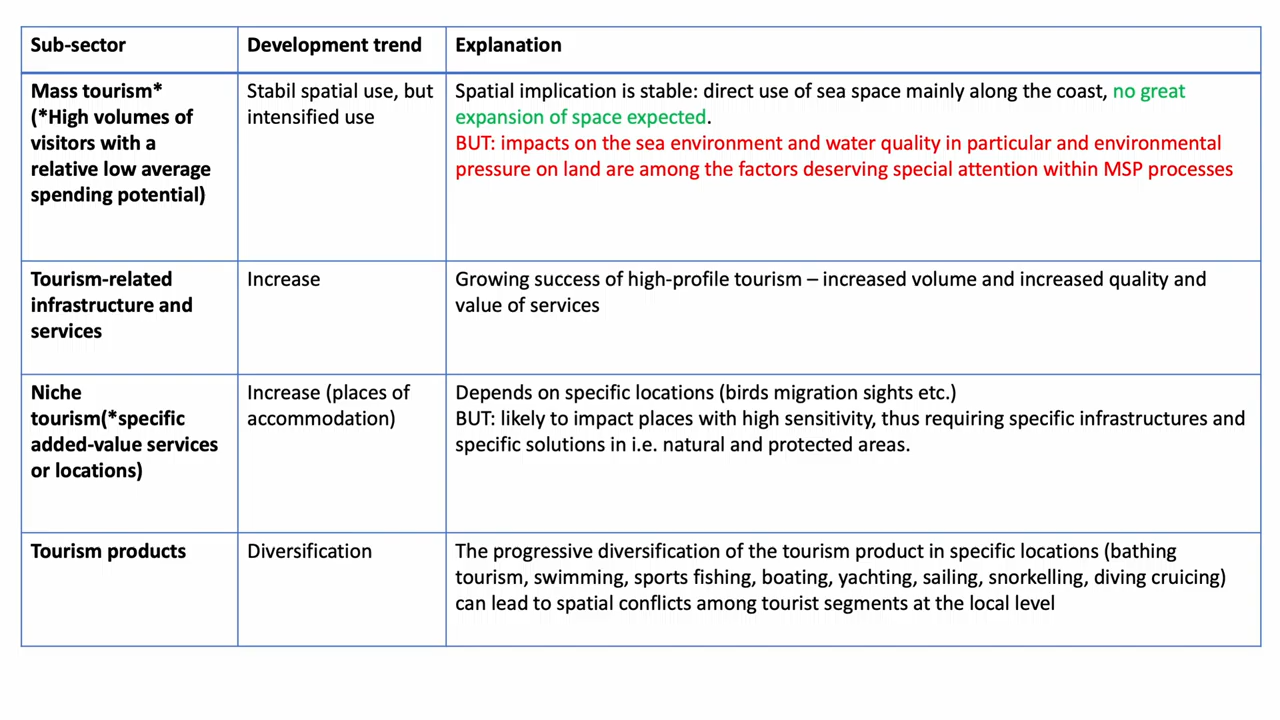 Sub-sector
Development trend
Explanation
Mass tourism*
(*High volumes of
visitors with a
relative low average
spending potential)
Stabil spatial use, but
intensified use
Spatial implication is stable: direct use of sea space mainly along the coast, no great
expansion of space expected.
BUT: impacts on the sea environment and water quality in particular and environmental
pressure on land are among the factors deserving special attention within MSP processes
Tourism-related
infrastructure and
services
Increase
Growing success of high-profile tourism – increased volume and increased quality and
value of services
Niche
tourism(*specific
added-value services
or locations)
Increase (places of
accommodation)
Depends on specific locations (birds migration sights etc.)
BUT: likely to impact places with high sensitivity, thus requiring specific infrastructures and
specific solutions in i.e. natural and protected areas.
Tourism products
Diversification
The progressive diversification of the tourism product in specific locations (bathing
tourism, swimming, sports fishing, boating, yachting, sailing, snorkelling, diving cruicing)
can lead to spatial conflicts among tourist segments at the local level